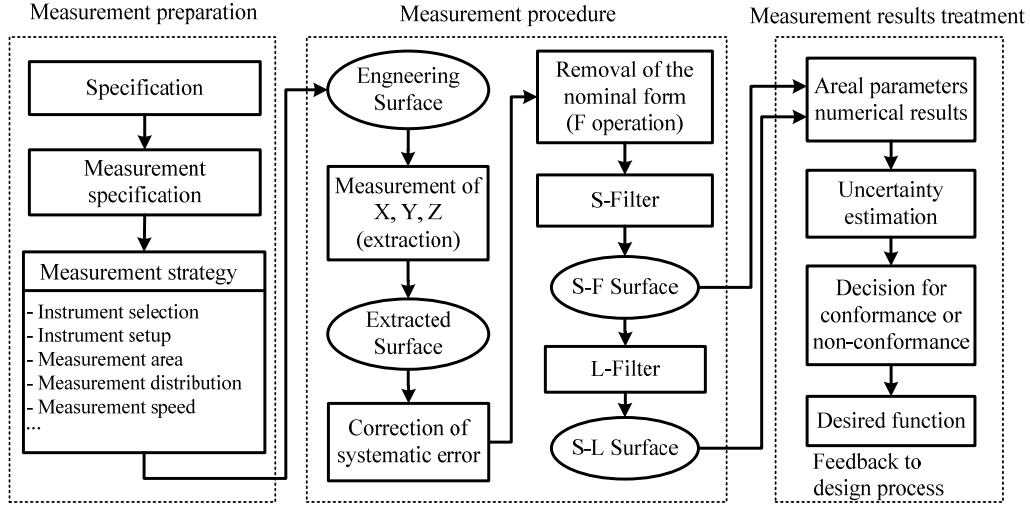 Measurement preparation
Specification
Measurement
specification
Measurement strategy
- Instrument selection
- Instrument setup
- Measurement area
- Measurement distribution
- Measurement speed
...
Measurement procedure
Engneering
Surface
Measurement of
X, Y, Z
(extraction)
Extracted
Surface
Correction of
systematic error
Removal of the
nominal form
(F operation)
S-Filter
S-F Surface
L-Filter
S-L Surface
Measurement results treatment
Areal parameters
numerical results
Uncertainty
estimation
Decision for
conformance or
non-conformance
Desired function
Feedback to
design process